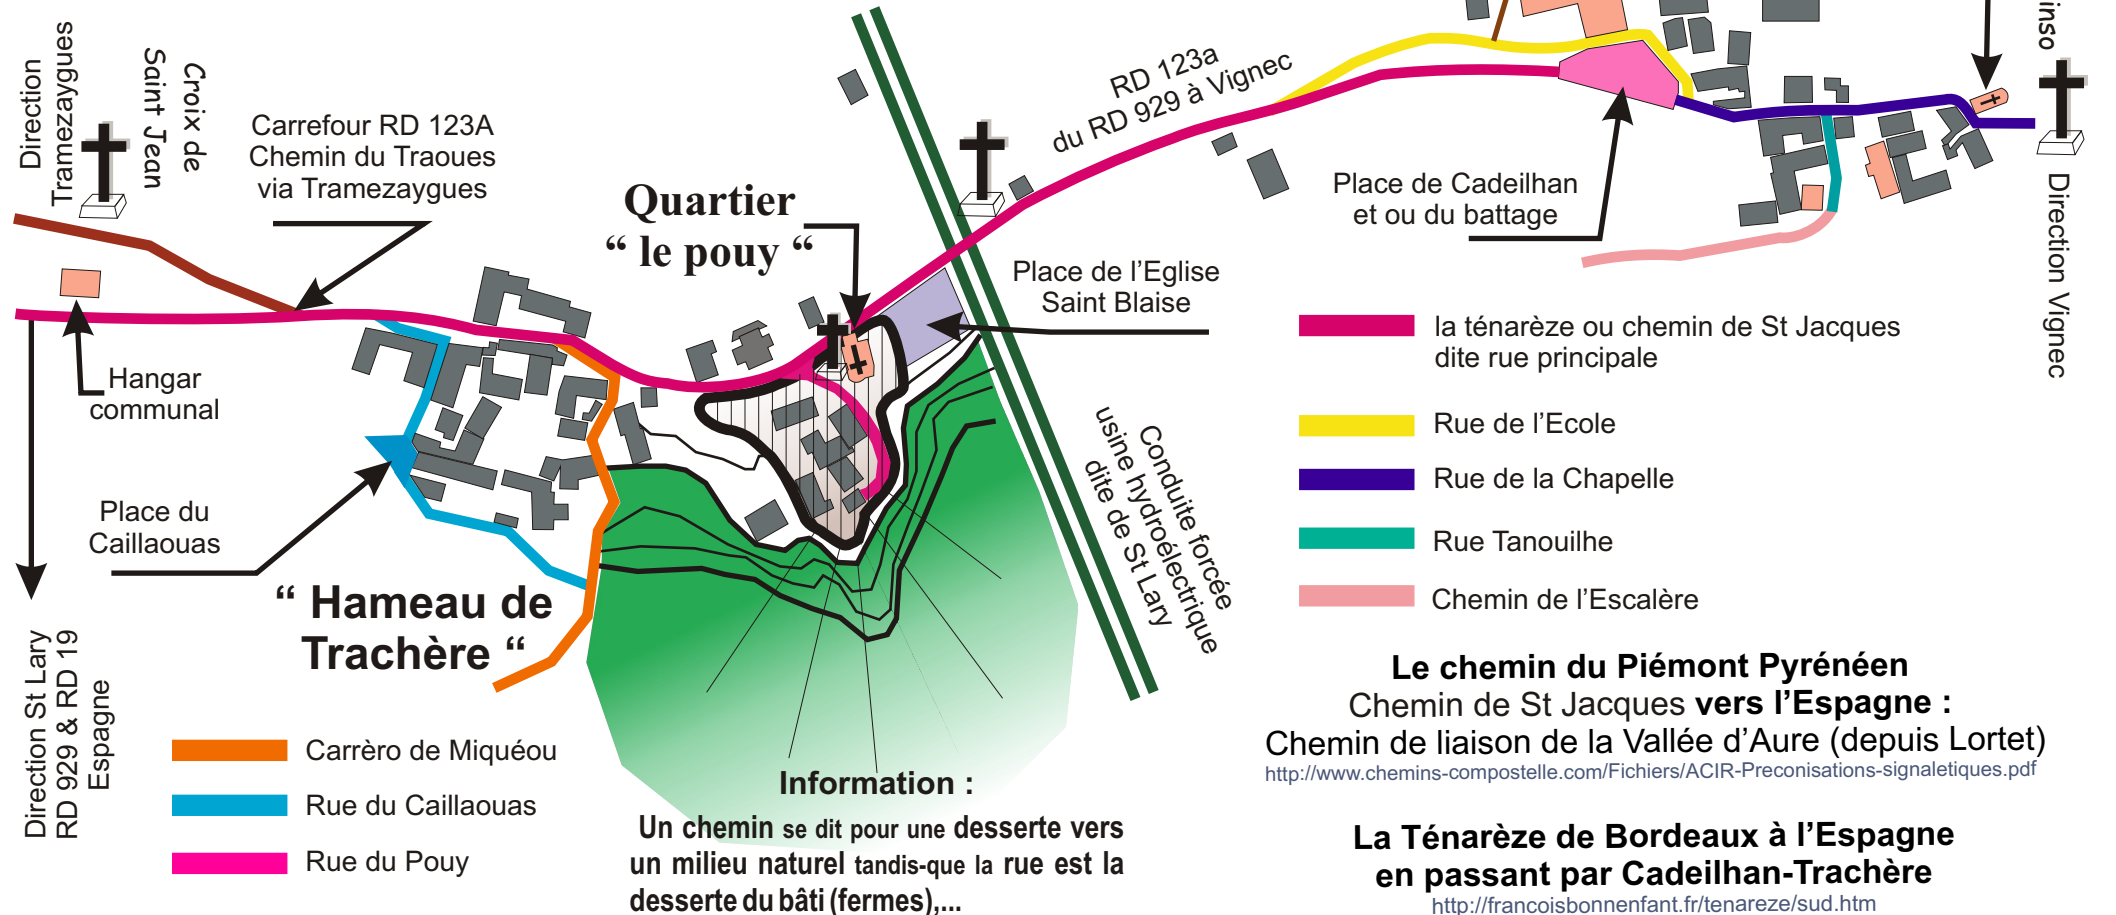 Direction
Tramezaygues
Croix de
Saint Jean
Carrefour RD 123A
Chemin du Traoues
via Tramezaygues
Quartier
“ le pouy “
RD 123a
du RD 929 à Vignec
Place de Cadeilhan
et ou du battage
inso
Direction Vignec
Place de l’Eglise
Saint Blaise
Hangar
communal
Place du
Caillaouas
“ Hameau de
Trachère “
Direction St Lary
RD 929 & RD 19
Espagne
Conduite forcée
usine hydroélectrique
dite de St Lary
la ténarèze ou chemin de St Jacques
dite rue principale
Rue de l’Ecole
Rue de la Chapelle
Rue Tanouilhe
Chemin de l’Escalère
Carrèro de Miquéou
Rue du Caillaouas
Rue du Pouy
Information :
Un chemin se dit pour une desserte vers
un milieu naturel tandis-que la rue est la
desserte du bâti (fermes),...
Le chemin du Piémont Pyrénéen
Chemin de St Jacques vers l’Espagne :
Chemin de liaison de la Vallée d’Aure (depuis Lortet)
http://www.chemins-compostelle.com/Fichiers/ACIR-Preconisations-signaletiques.pdf
La Ténarèze de Bordeaux à l’Espagne
en passant par Cadeilhan-Trachère
http://francoisbonnenfant.fr/tenareze/sud.htm